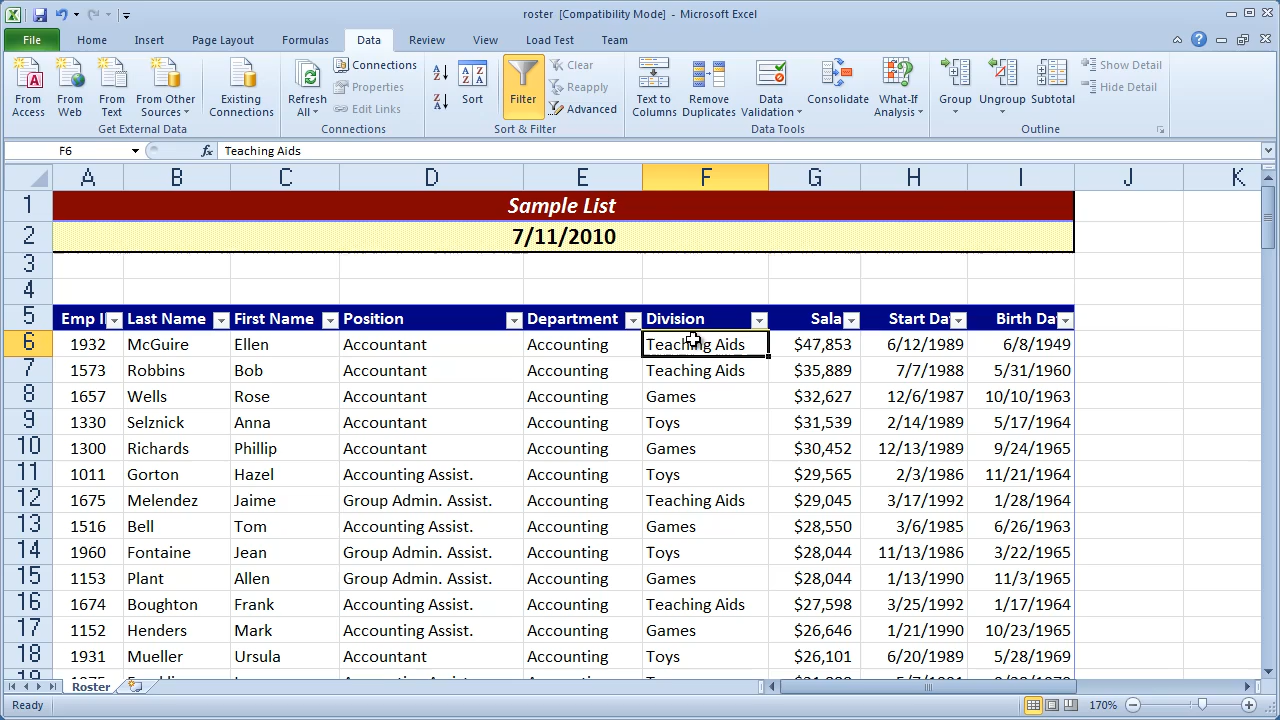 roster [Compatibility Mode] - Microsoft Excel
File Home Insert Page Layout Formulas Data Review View Load Test Team
From Access
From Web
From Text
From Other Sources
Existing Connections
Get External Data
Refresh All
Connections
Properties
Edit Links
Connections
Sort
Filter
Clear
Reapply
Advanced
Sort & Filter
Text to Columns
Remove Duplicates
Data Validation
Consolidate
What-If Analysis
Data Tools
Group
Ungroup
Subtotal
Show Detail
Hide Detail
Outline
F6 fx Teaching Aids
A B C D E F G H I J K
1 Sample List
2 7/11/2010
3
4
5 Emp I Last Name First Name Position Department Division Sala Start Da Birth Da
6 1932 McGuire Ellen Accountant Accounting Teaching Aids $47,853 6/12/1989 6/8/1949
7 1573 Robbins Bob Accountant Accounting Teaching Aids $35,889 7/7/1988 5/31/1960
8 1657 Wells Rose Accountant Accounting Games $32,627 12/6/1987 10/10/1963
9 1330 Selznick Anna Accountant Accounting Toys $31,539 2/14/1989 5/17/1964
10 1300 Richards Phillip Accountant Accounting Games $30,452 12/13/1989 9/24/1965
11 1011 Gorton Hazel Accounting Assist. Accounting Toys $29,565 2/3/1986 11/21/1964
12 1675 Melendez Jaime Group Admin. Assist. Accounting Teaching Aids $29,045 3/17/1992 1/28/1964
13 1516 Bell Tom Accounting Assist. Accounting Games $28,550 3/6/1985 6/26/1963
14 1960 Fontaine Jean Group Admin. Assist. Accounting Toys $28,044 11/13/1986 3/22/1965
15 1153 Plant Allen Group Admin. Assist. Accounting Games $28,044 1/13/1990 11/3/1965
16 1674 Boughton Frank Accounting Assist. Accounting Teaching Aids $27,598 3/25/1992 1/17/1964
17 1152 Henders Mark Accounting Assist. Accounting Games $26,646 1/21/1990 10/23/1965
18 1931 Mueller Ursula Accountant Accounting Toys $26,101 6/20/1989 5/28/1969
Roster
Ready 170%